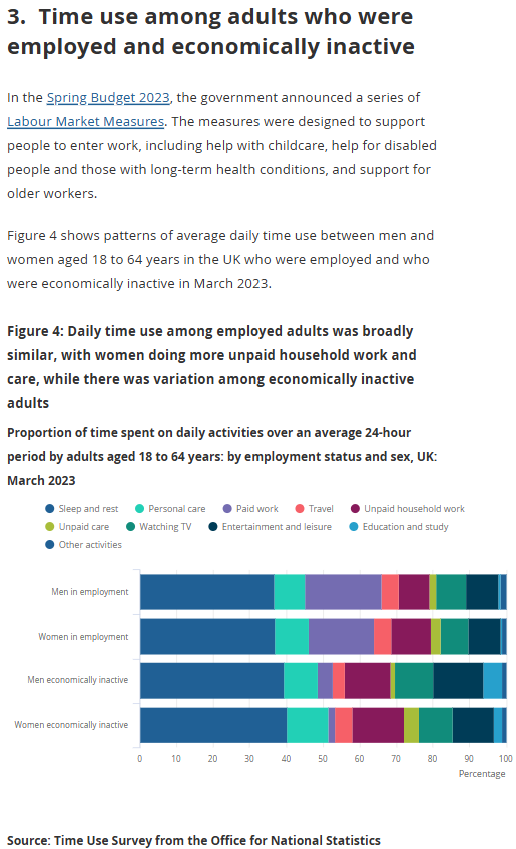 3. Time use among adults who were
employed and economically inactive
In the Spring Budget 2023, the government announced a series of
Labour Market Measures. The measures were designed to support
people to enter work, including help with childcare, help for disabled
people and those with long-term health conditions, and support for
older workers.
Figure 4 shows patterns of average daily time use between men and
women aged 18 to 64 years in the UK who were employed and who
were economically inactive in March 2023.
Figure 4: Daily time use among employed adults was broadly
similar, with women doing more unpaid household work and
care, while there was variation among economically inactive
adults
Proportion of time spent on daily activities over an average 24-hour
period by adults aged 18 to 64 years: by employment status and sex, UK:
March 2023
Sleep and rest Personal care Paid work Travel Unpaid household work
Unpaid care Watching TV Entertainment and leisure Education and study
Other activities
Men in employment
Women in employment
Men economically inactive
Women economically inactive
0 10 20 30 40 50 60 70 80 90 100
Percentage
Source: Time Use Survey from the Office for National Statistics